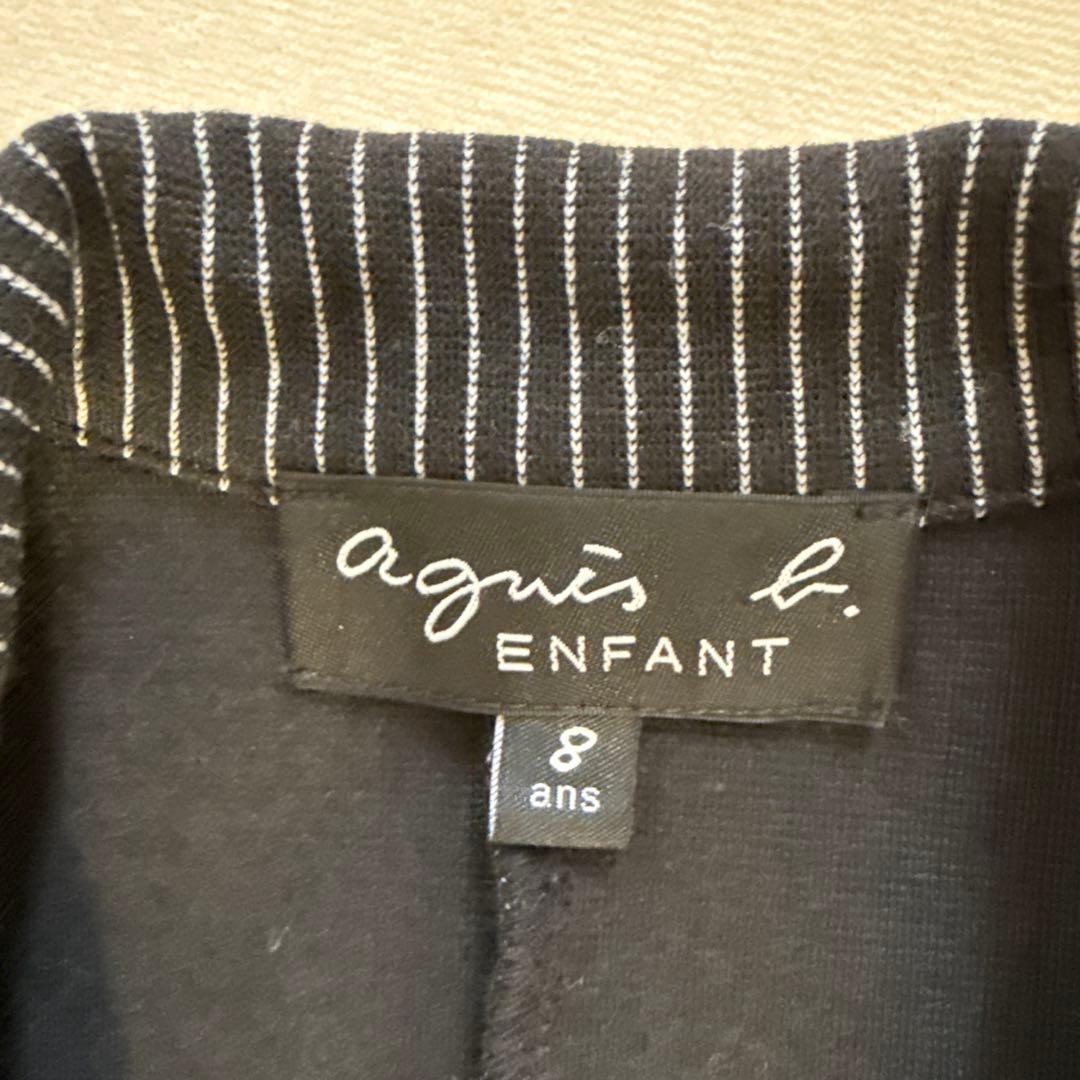 agnès b.
ENFANT
8
ans